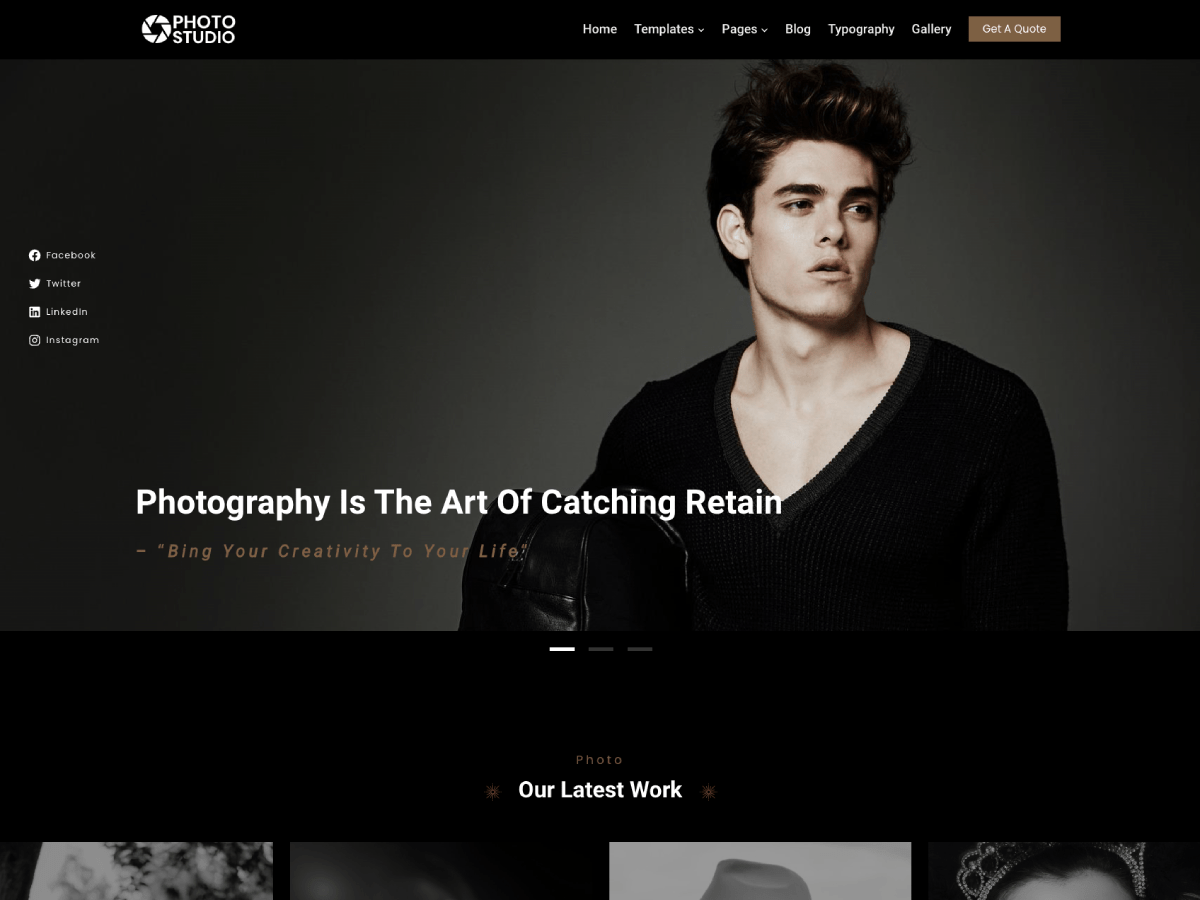 PHOTO
STUDIO
Home Templates Pages Blog Typography Gallery Get A Quote
Facebook
Twitter
LinkedIn
Instagram
Photography Is The Art Of Catching Retain
– "Bing Your Creativity To Your Life"
Photo
Our Latest Work